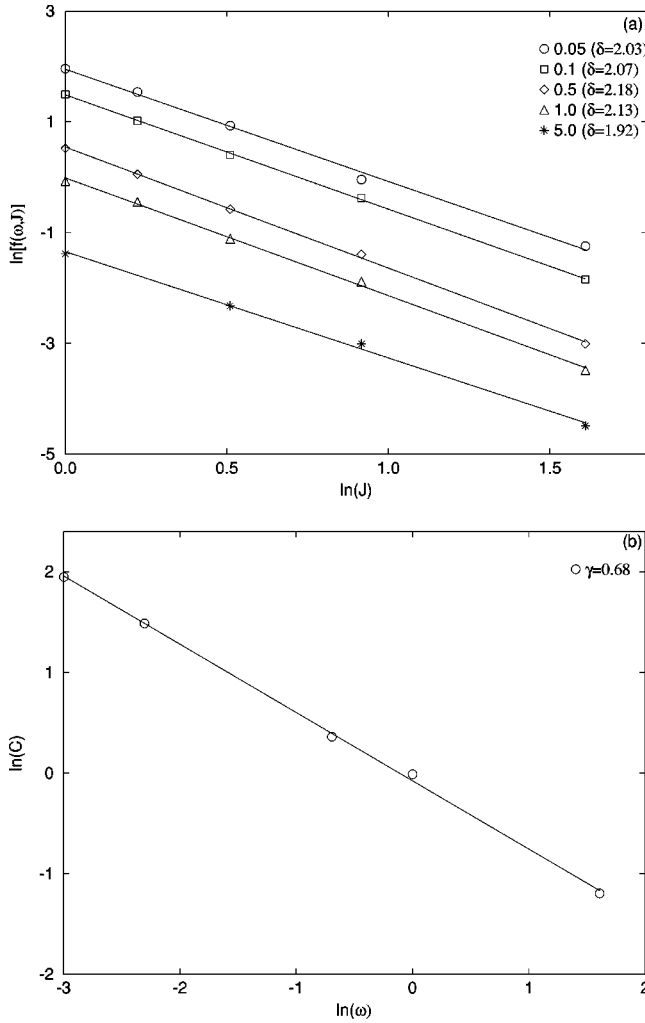 3
(a)
0.05 (δ=2.03)
0.1 (δ=2.07)
0.5 (δ=2.18)
1.0 (δ=2.13)
5.0 (δ=1.92)
1
ln[f(ω,J)]
-1
-3
-5
0.0 0.5 1.0 1.5
ln(J)
(b)
γ=0.68
2
1
ln(C)
0
-1
-2
-3 -2 -1 0 1 2
ln(ω)